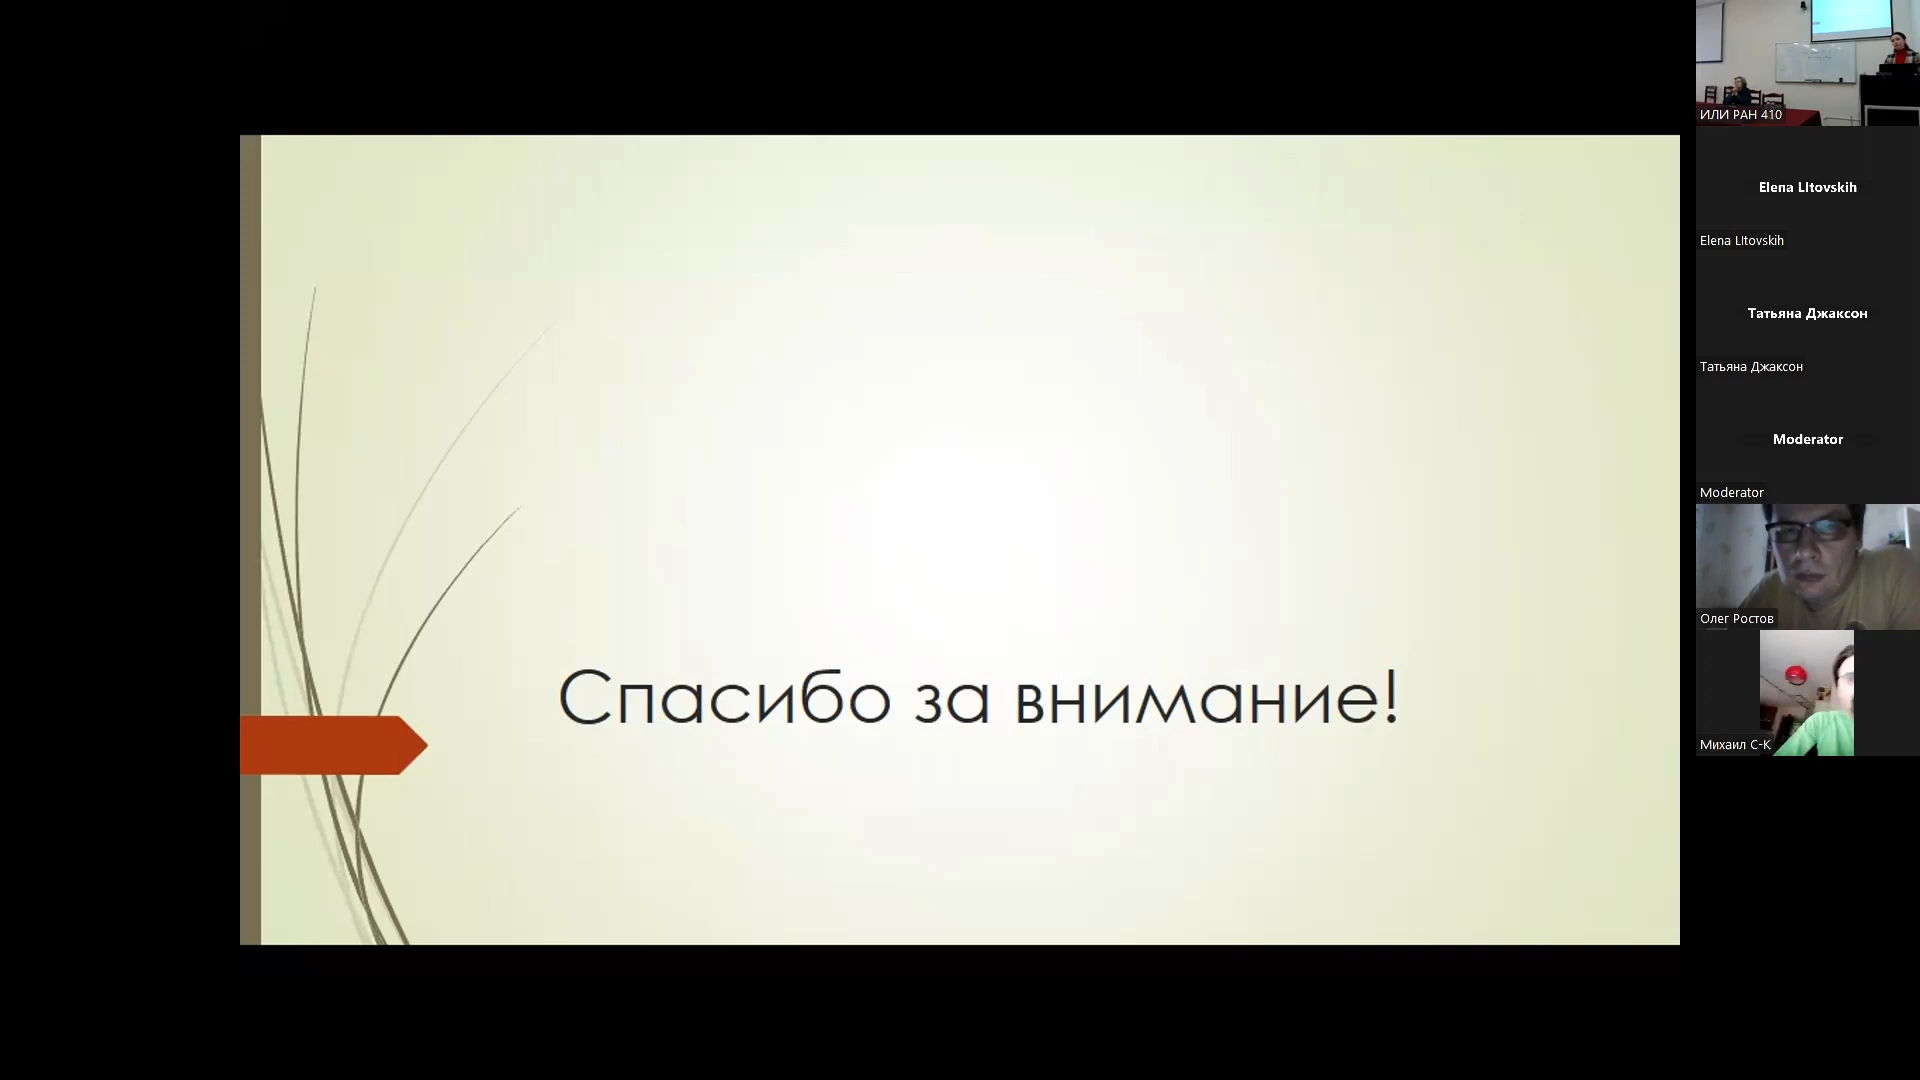 Спасибо за внимание!
ИЛИ РАН 410
Elena LItovskih
Elena LItovskih
Татьяна Джаксон
Татьяна Джаксон
Moderator
Moderator
Олег Ростов
Михаил С-К